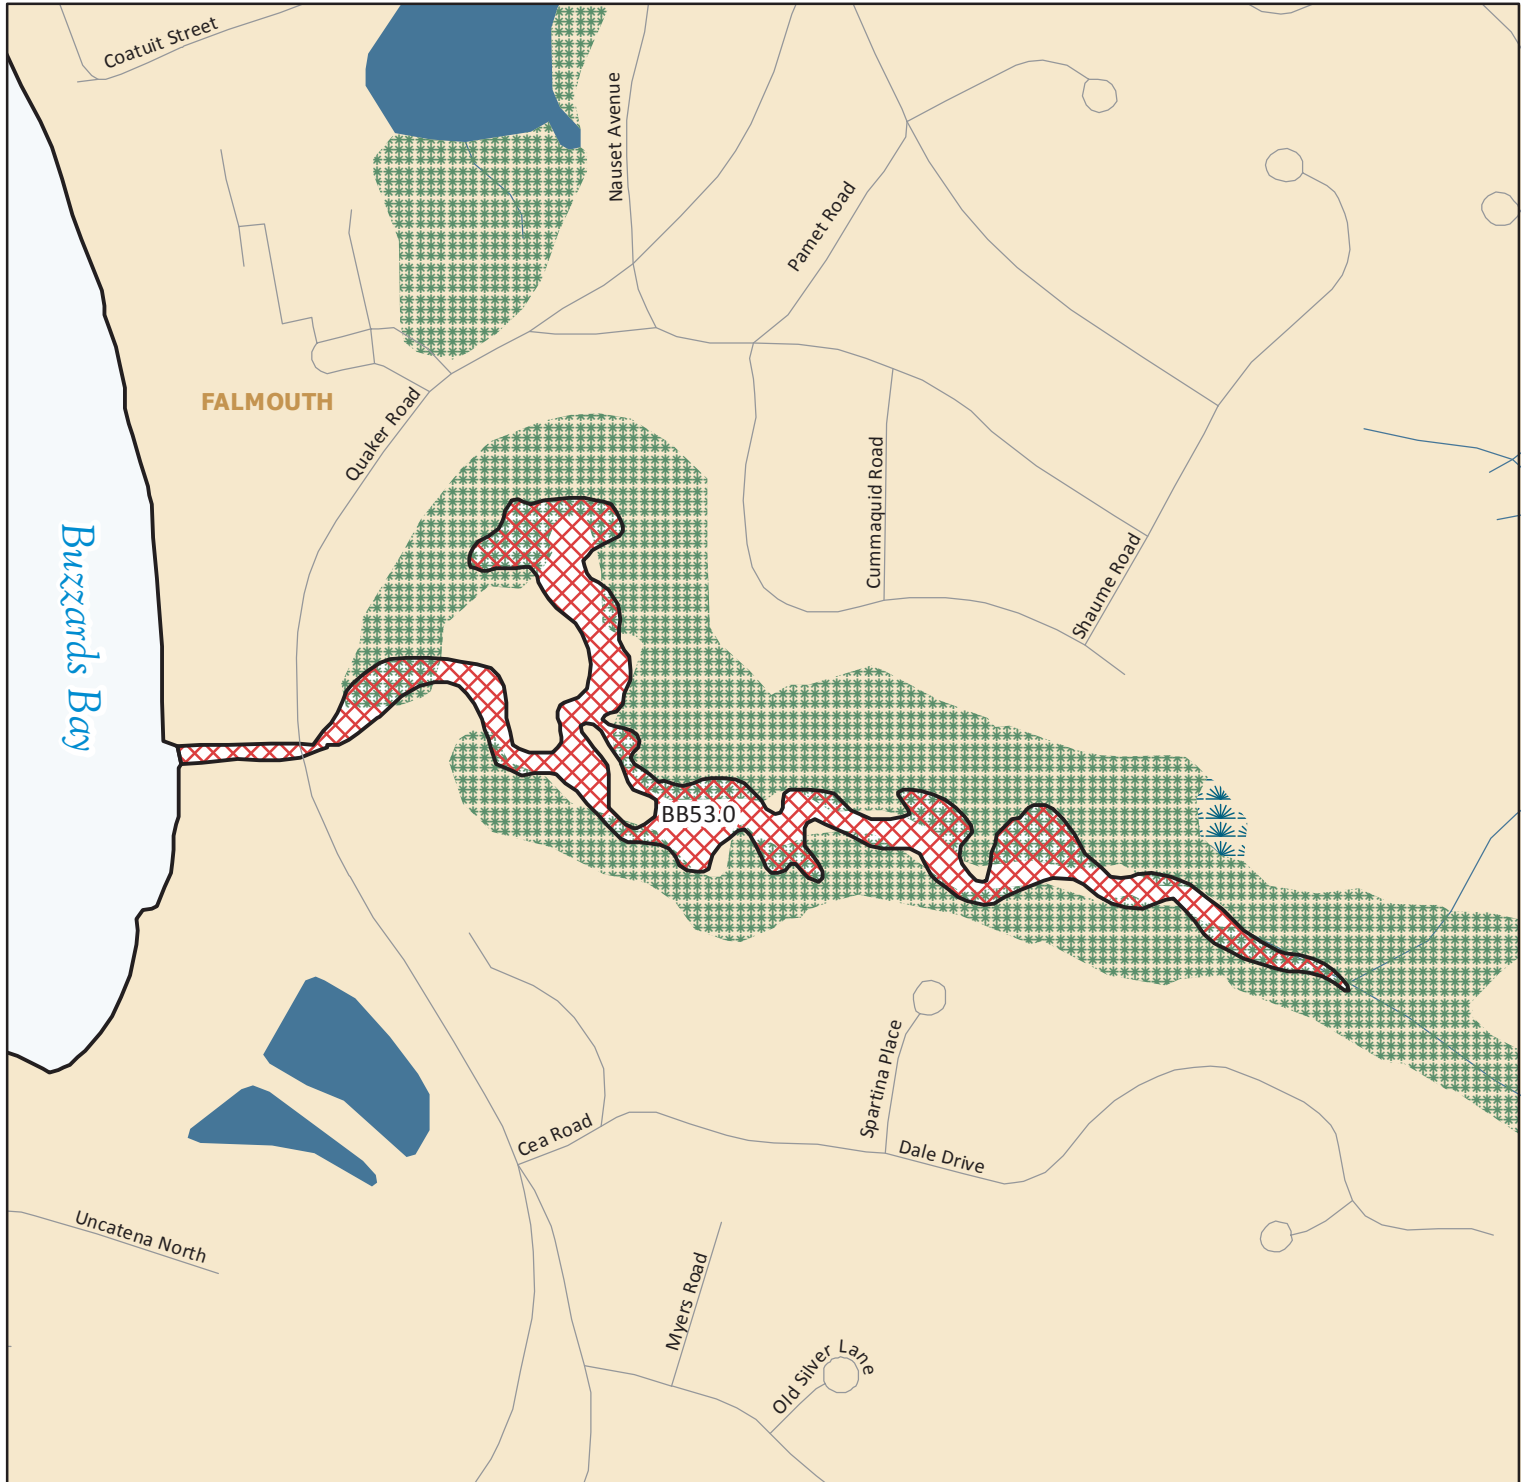 Coatuit Street
Nauset Avenue
Pamet Road
FALMOUTH
Quaker Road
Cummaquid Road
Shaume Road
Buzzards Bay
BB53.0
Spartina Place
Cea Road
Dale Drive
Uncatena North
Myers Road
Old Silver Lane